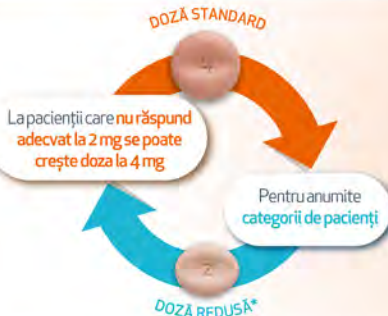 DOZĂ STANDARD
4
La pacienții care nu răspund
adecvat la 2 mg se poate
crește doza la 4 mg
Pentru anumite
categorii de pacienți
2
DOZĂ REDUSĂ*